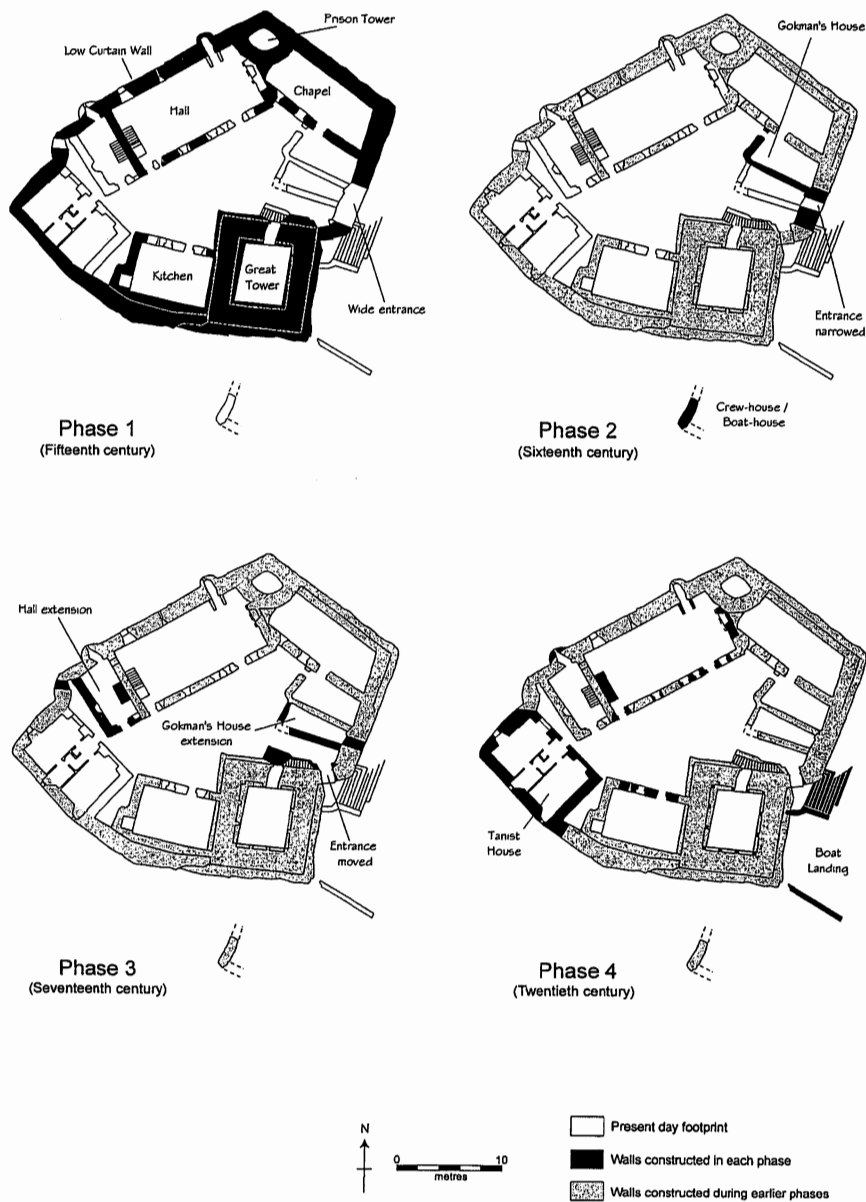 Prison Tower
Low Curtain Wall
Chapel
Hall
Kitchen
Great
Tower
Wide entrance
Phase 1
(Fifteenth century)
Gokman's House
Entrance
narrowed
Crew-house /
Boat-house
Phase 2
(Sixteenth century)
Hall extension
Gokman's House
extension
Entrance
moved
Phase 3
(Seventeenth century)
Tanist
House
Boat
Landing
Phase 4
(Twentieth century)
N
0 10
metres
Present day footprint
Walls constructed in each phase
Walls constructed during earlier phases